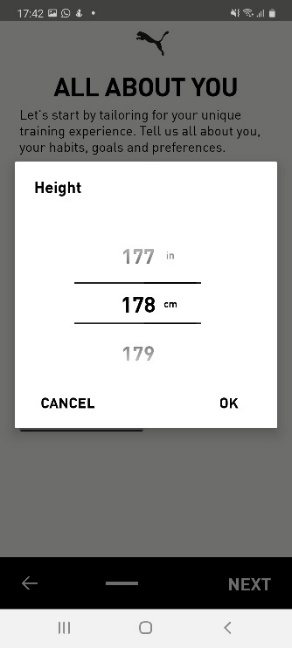 17:42
ALL ABOUT YOU
Let`s start by tailoring for your unique
training experience. Tell us all about you,
your habits, goals and preferences.
Height
177 in
178 cm
179
CANCEL OK
NEXT